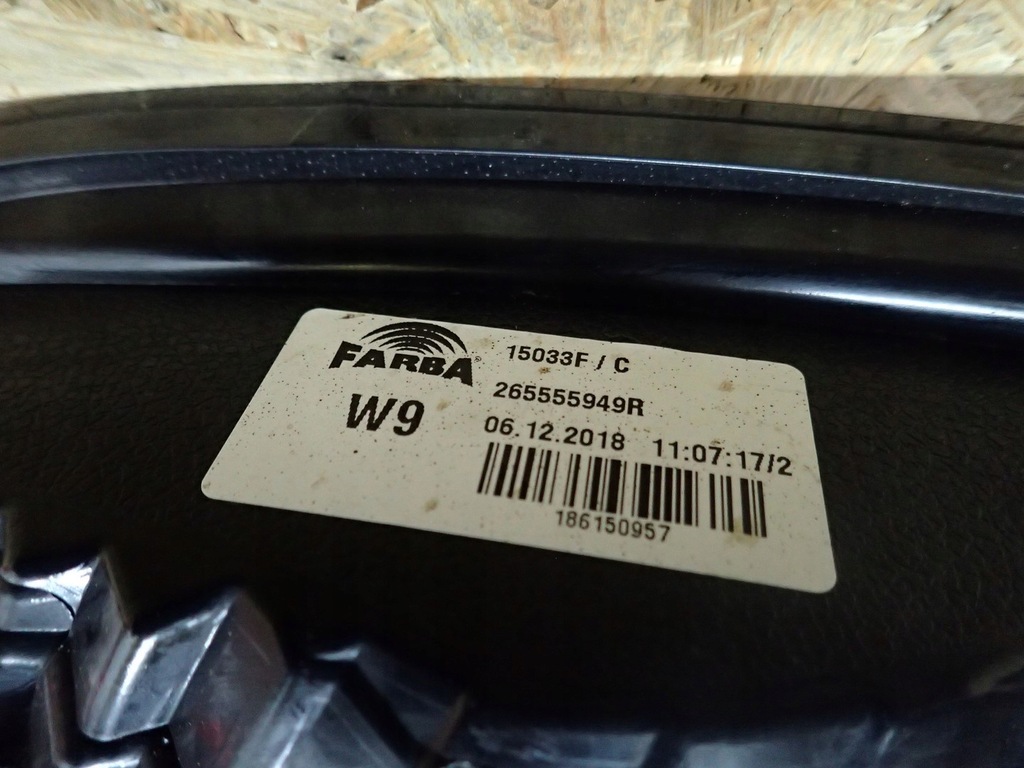 FARBA®
W9
15033F / C
265555949R
06.12.2018 11:07:17/2
186150957